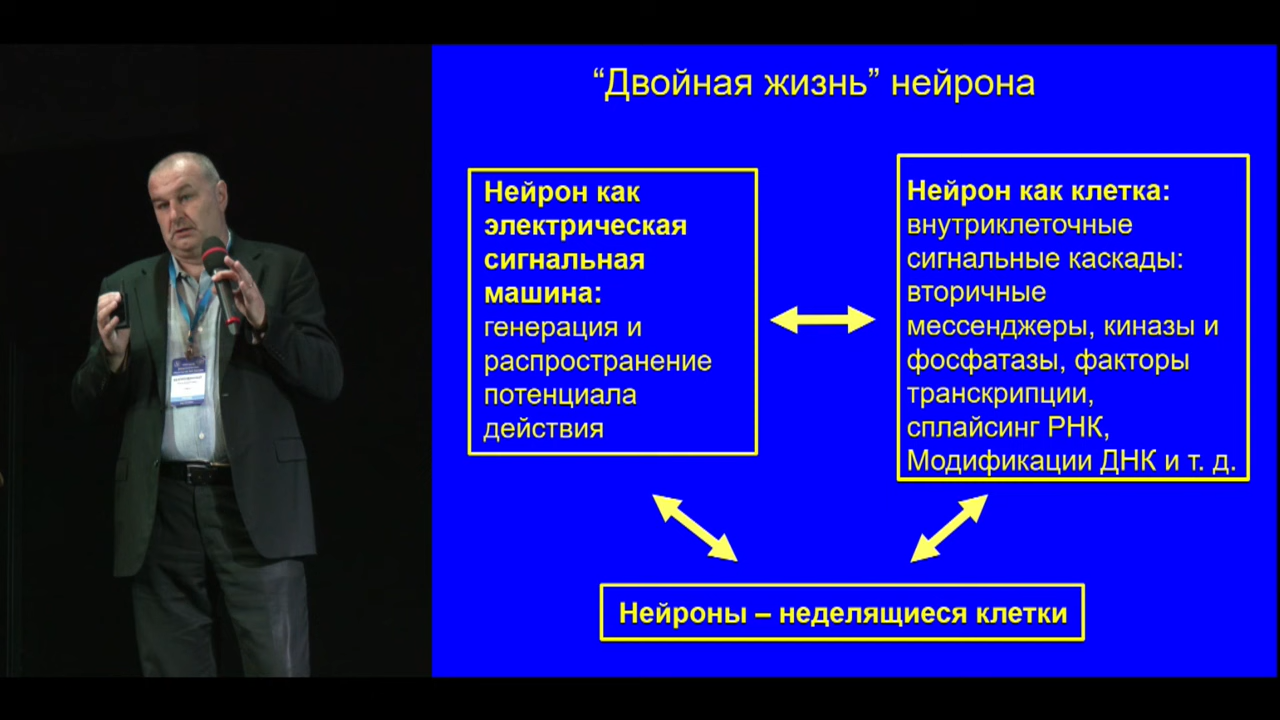 “Двойная жизнь” нейрона
Нейрон как
электрическая
сигнальная
машина:
генерация и
распространение
потенциала
действия
Нейрон как клетка:
внутриклеточные
сигнальные каскады:
вторичные
мессенджеры, киназы и
фосфатазы, факторы
транскрипции,
сплайсинг РНК,
Модификации ДНК и т. д.
Нейроны – неделящиеся клетки